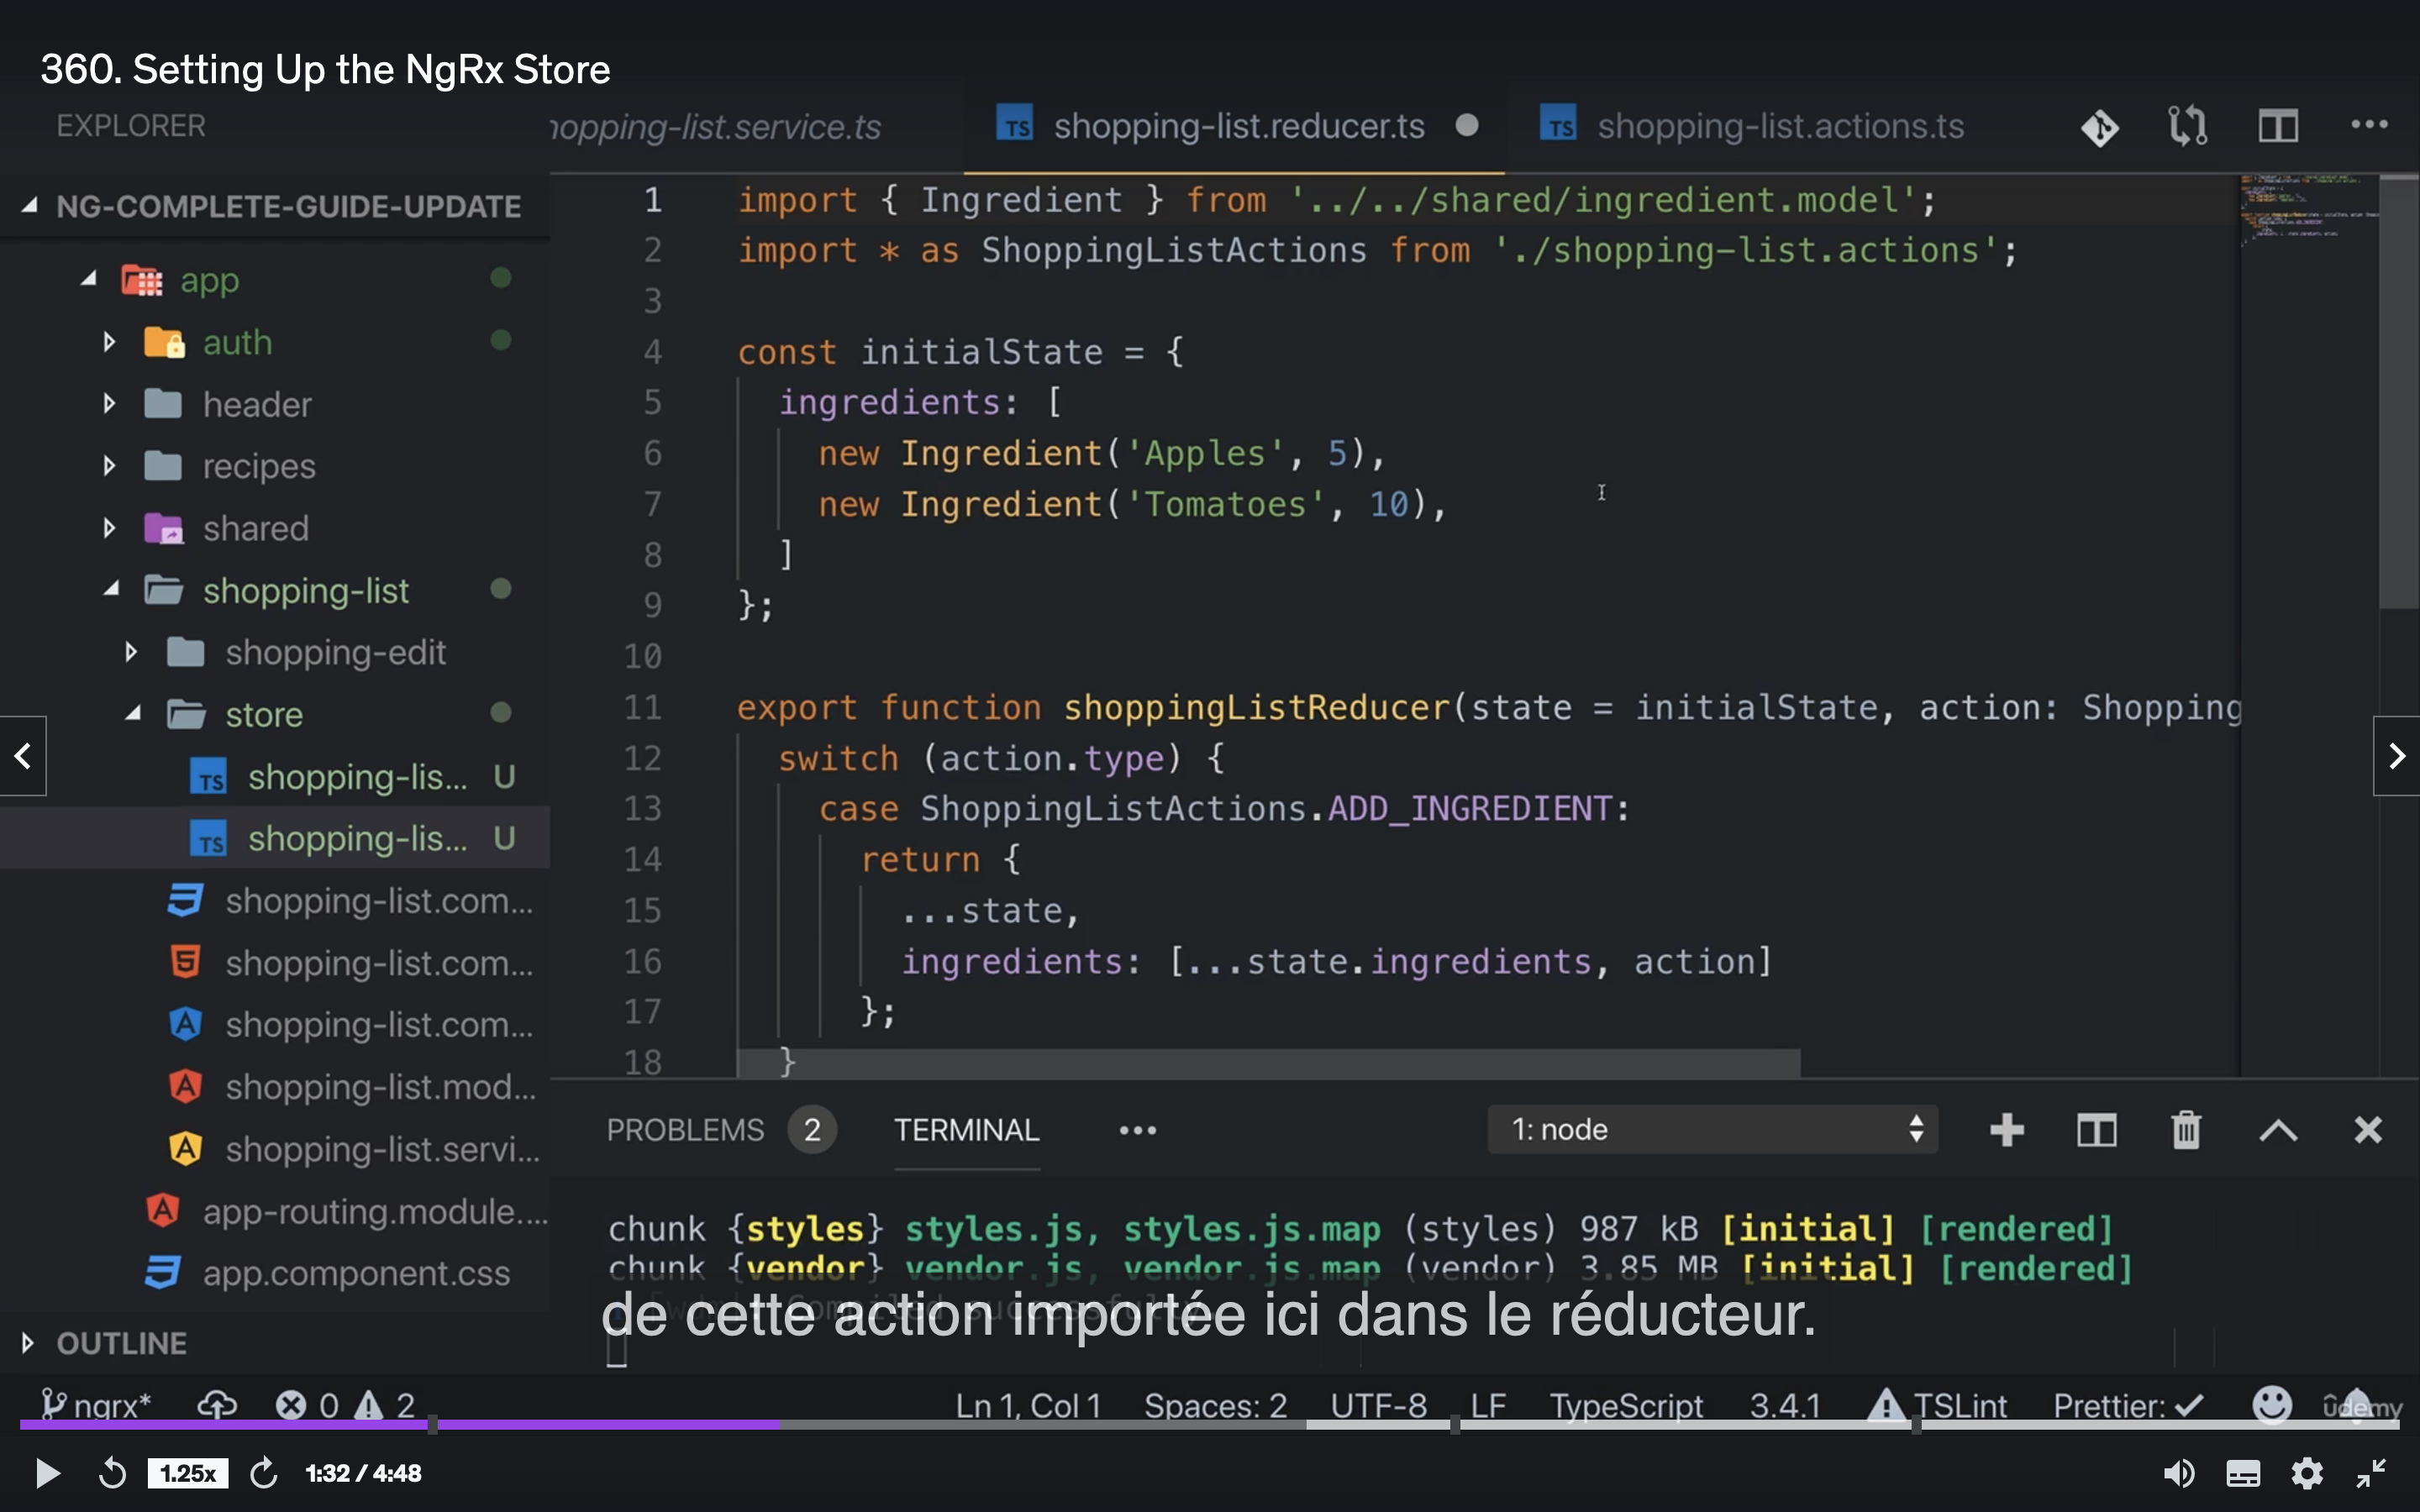 360. Setting Up the NgRx Store
EXPLORER
hopping-list.service.ts
TS shopping-list.reducer.ts
TS shopping-list.actions.ts
NG-COMPLETE-GUIDE-UPDATE
app
auth
header
recipes
shared
shopping-list
shopping-edit
store
TS shopping-lis... U
TS shopping-lis... U
shopping-list.com...
shopping-list.com...
shopping-list.com...
shopping-list.mod...
shopping-list.servi...
app-routing.module....
app.component.css
OUTLINE
1 import { Ingredient } from '../../shared/ingredient.model';
2 import * as ShoppingListActions from './shopping-list.actions';
3
4 const initialState = {
5 ingredients: [
6 new Ingredient('Apples', 5),
7 new Ingredient('Tomatoes', 10),
8 ]
9 };
10
11 export function shoppingListReducer(state = initialState, action: Shopping
12 switch (action.type) {
13 case ShoppingListActions.ADD_INGREDIENT:
14 return {
15 ...state,
16 ingredients: [...state.ingredients, action]
17 };
18 }
PROBLEMS 2 TERMINAL ... 1: node
chunk {styles} styles.js, styles.js.map (styles) 987 kB [initial] [rendered]
chunk {vendor} vendor.js, vendor.js.map (vendor) 3.85 MB [initial] [rendered]
Compiled successfully.
de cette action importée ici dans le réducteur.
ngrx* 0 2 Ln 1, Col 1 Spaces: 2 UTF-8 LF TypeScript 3.4.1 TSLint Prettier: ✓
ûdemy
1.25x 1:32 / 4:48